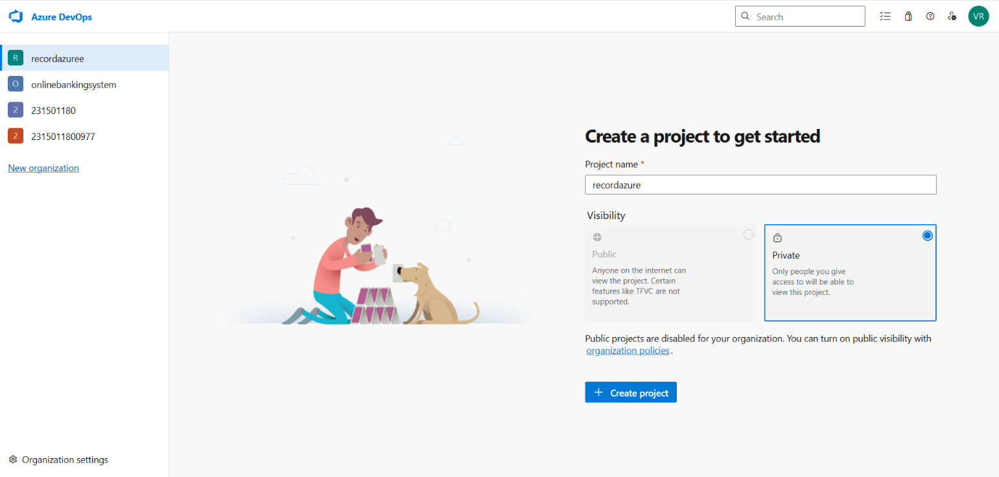 Azure DevOps
Search
VR
R recordazuree
O onlinebankingsystem
2 231501180
2 2315011800977
New organization
Create a project to get started
Project name *
recordazure
Visibility
Public
Anyone on the internet can
view the project. Certain
features like TFVC are not
supported.
Private
Only people you give
access to will be able to
view this project.
Public projects are disabled for your organization. You can turn on public visibility with
organization policies.
+ Create project
Organization settings